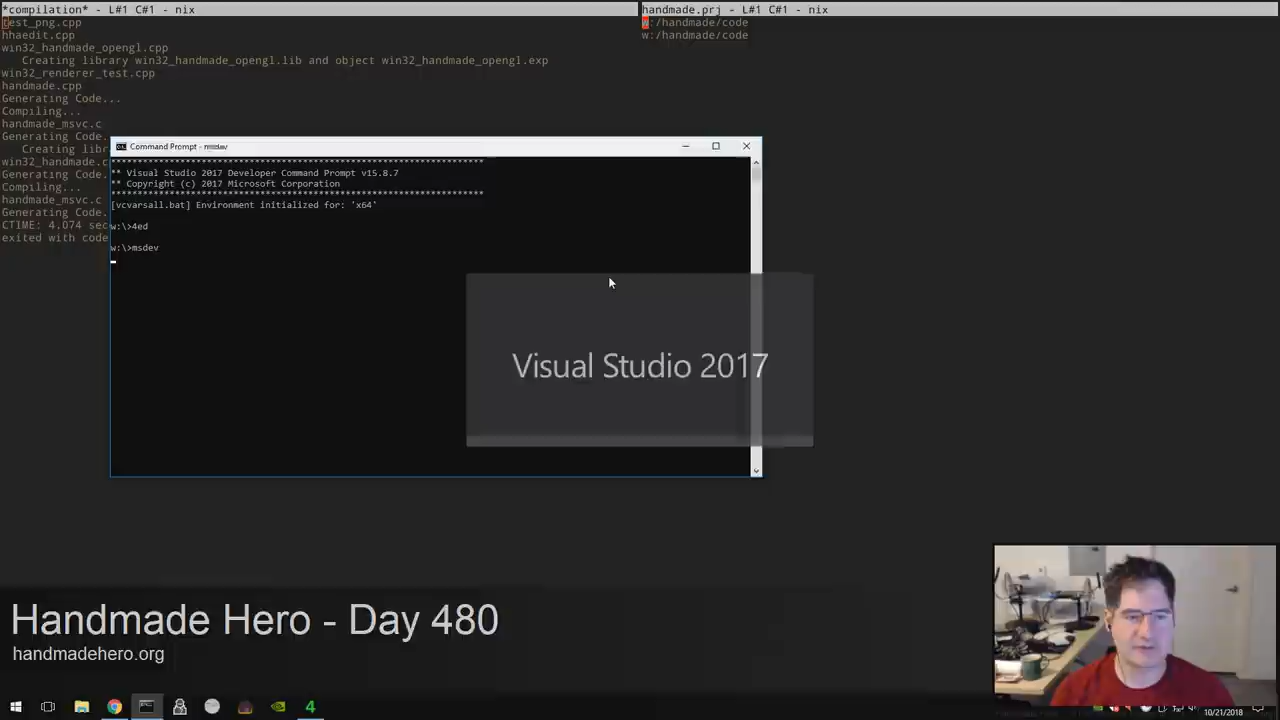 *compilation* - L#1 C#1 - nix
test_png.cpp
hhaedit.cpp
win32_handmade_opengl.cpp
Creating library win32_handmade_opengl.lib and object win32_handmade_opengl.exp
win32_renderer_test.cpp
handmade.cpp
Generating Code...
Compiling...
handmade_msvc.c
Generating Code.
Creating libr
win32_handmade.c
Generating Code.
Compiling...
handmade_msvc.c
Generating Code.
CTIME: 4.074 sec
exited with code
handmade.prj - L#1 C#1 - nix
w:/handmade/code
w:/handmade/code
Command Prompt - msdev
**********************************************************************
** Visual Studio 2017 Developer Command Prompt v15.8.7
** Copyright (c) 2017 Microsoft Corporation
**********************************************************************
[vcvarsall.bat] Environment initialized for: 'x64'
w:\>4ed
w:\>msdev
Visual Studio 2017
Handmade Hero - Day 480
handmadehero.org
4
10/21/2018